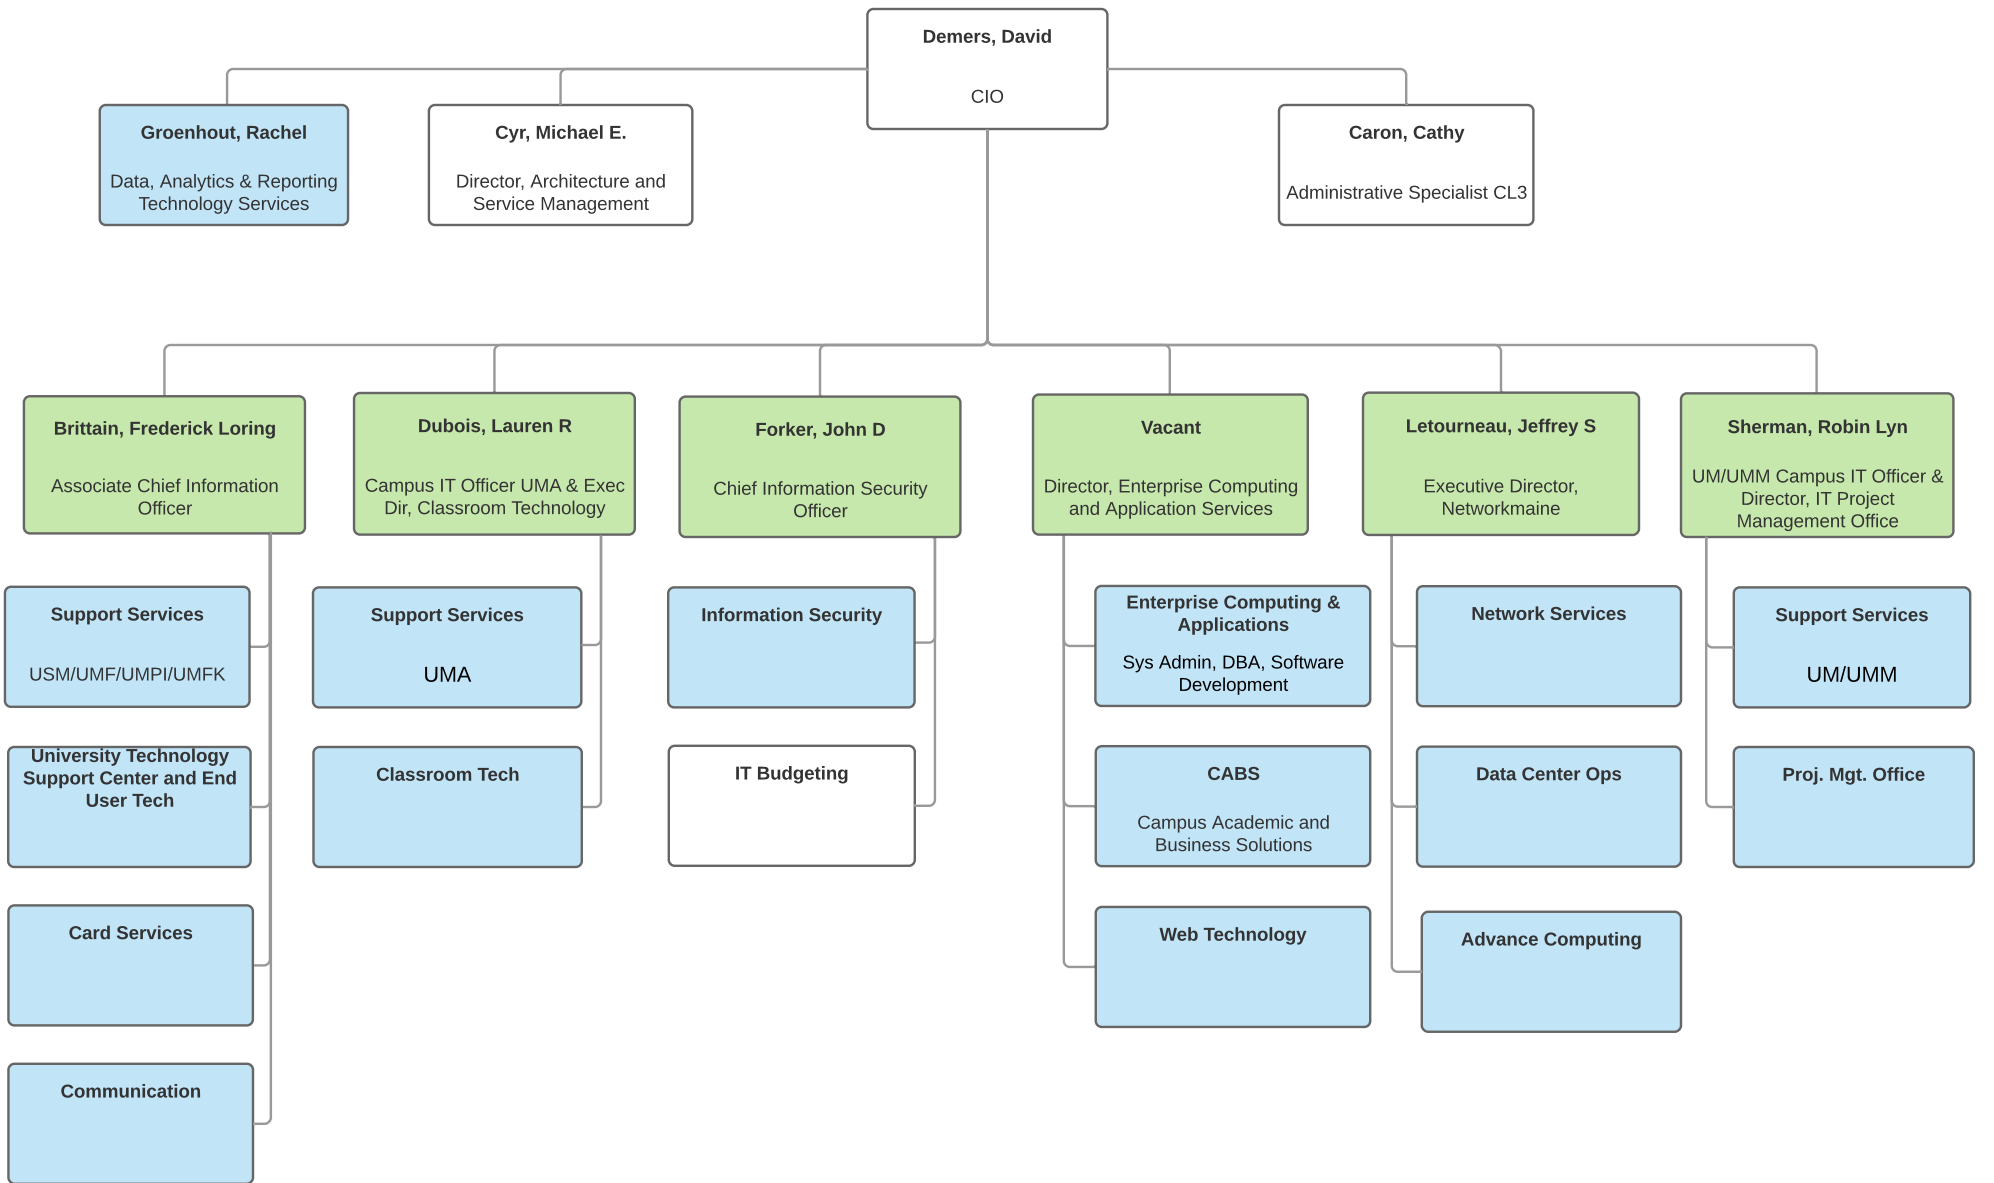 Demers, David
CIO
Groenhout, Rachel
Data, Analytics & Reporting
Technology Services
Cyr, Michael E.
Director, Architecture and
Service Management
Caron, Cathy
Administrative Specialist CL3
Brittain, Frederick Loring
Associate Chief Information
Officer
Dubois, Lauren R
Campus IT Officer UMA & Exec
Dir, Classroom Technology
Forker, John D
Chief Information Security
Officer
Vacant
Director, Enterprise Computing
and Application Services
Letourneau, Jeffrey S
Executive Director,
Networkmaine
Sherman, Robin Lyn
UM/UMM Campus IT Officer &
Director, IT Project
Management Office
Support Services
USM/UMF/UMPI/UMFK
Support Services
UMA
Information Security
Enterprise Computing &
Applications
Sys Admin, DBA, Software
Development
Network Services
Support Services
UM/UMM
University Technology
Support Center and End
User Tech
Classroom Tech
IT Budgeting
CABS
Campus Academic and
Business Solutions
Data Center Ops
Proj. Mgt. Office
Card Services
Web Technology
Advance Computing
Communication